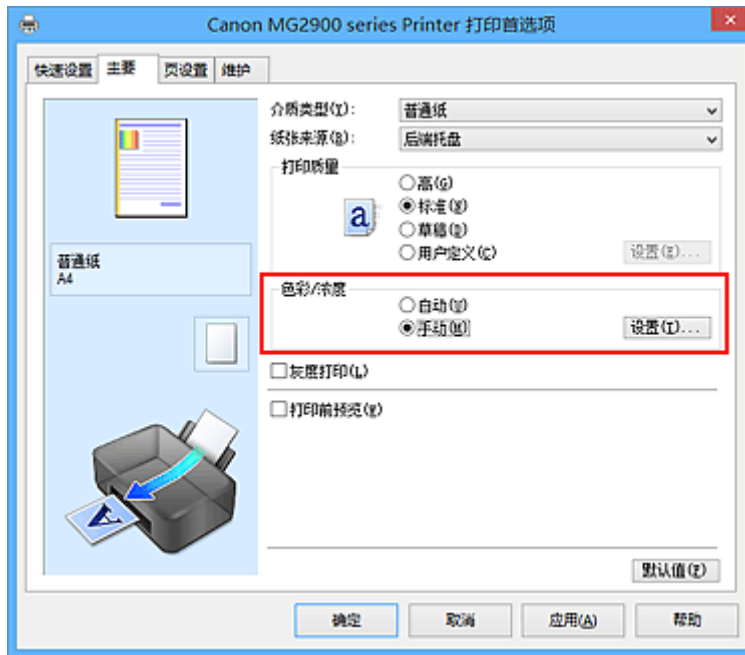 Canon MG2900 series Printer 打印首选项
快速设置 主要 页设置 维护
介质类型(Y): 普通纸
纸张来源(B): 后端托盘
打印质量
高(G)
标准(N)
草稿(D)
用户定义(C) 设置(E)...
色彩/浓度
自动(U)
手动(M) 设置(T)...
灰度打印(L)
打印前预览(V)
普通纸
A4
默认值(F)
确定 取消 应用(A) 帮助